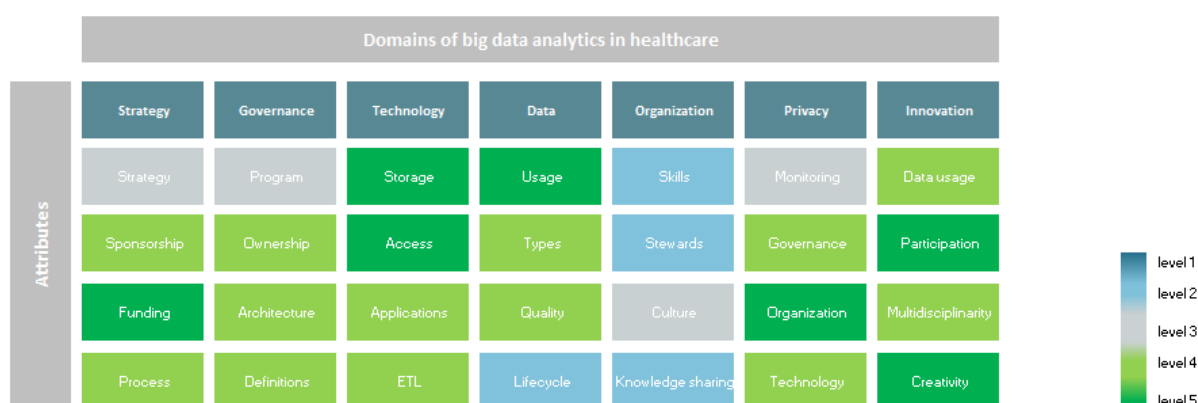 Domains of big data analytics in healthcare
Attributes
Strategy Governance Technology Data Organization Privacy Innovation
Strategy Program Storage Usage Skills Monitoring Data usage
Sponsorship Ownership Access Types Stewards Governance Participation
Funding Architecture Applications Quality Culture Organization Multidisciplinarity
Process Definitions ETL Lifecycle Knowledge sharing Technology Creativity
level 1
level 2
level 3
level 4
level 5